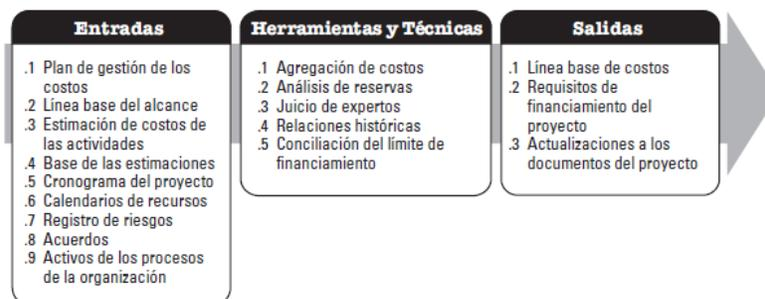 Entradas
.1 Plan de gestión de los
costos
.2 Línea base del alcance
.3 Estimación de costos de
las actividades
.4 Base de las estimaciones
.5 Cronograma del proyecto
.6 Calendarios de recursos
.7 Registro de riesgos
.8 Acuerdos
.9 Activos de los procesos
de la organización
Herramientas y Técnicas
.1 Agregación de costos
.2 Análisis de reservas
.3 Juicio de expertos
.4 Relaciones históricas
.5 Conciliación del límite de
financiamiento
Salidas
.1 Línea base de costos
.2 Requisitos de
financiamiento del
proyecto
.3 Actualizaciones a los
documentos del proyecto